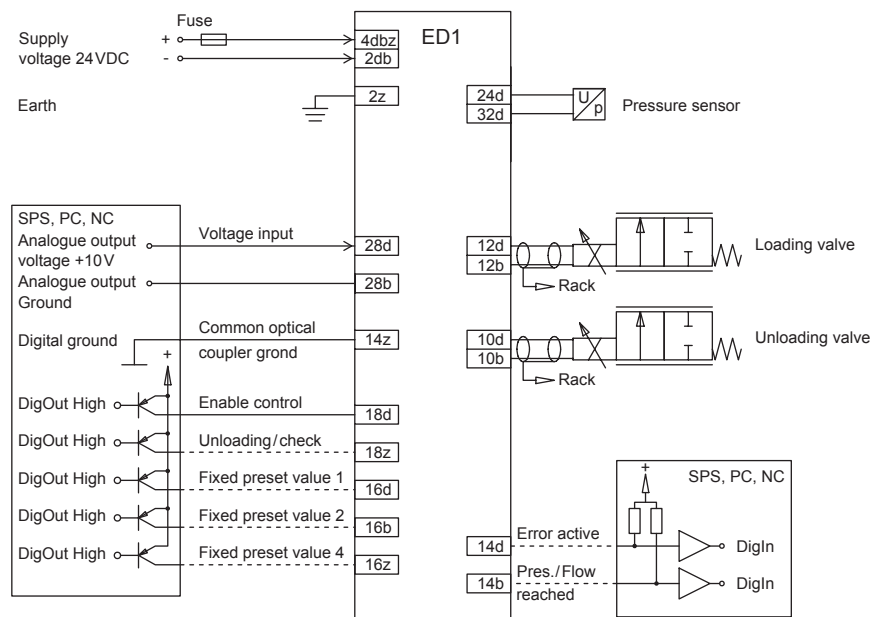 Fuse
Supply
voltage 24VDC
+
-
4dbz
2db
ED1
Earth
2z
24d
32d
U
p
Pressure sensor
SPS, PC, NC
Analogue output
voltage +10V
Voltage input
28d
Analogue output
Ground
28b
12d
12b
Rack
Loading valve
Digital ground
Common optical
coupler grond
14z
10d
10b
Rack
Unloading valve
+
DigOut High
Enable control
18d
DigOut High
Unloading/check
18z
DigOut High
Fixed preset value 1
16d
DigOut High
Fixed preset value 2
16b
DigOut High
Fixed preset value 4
16z
SPS, PC, NC
+
14d
Error active
DigIn
14b
Pres./Flow
reached
DigIn